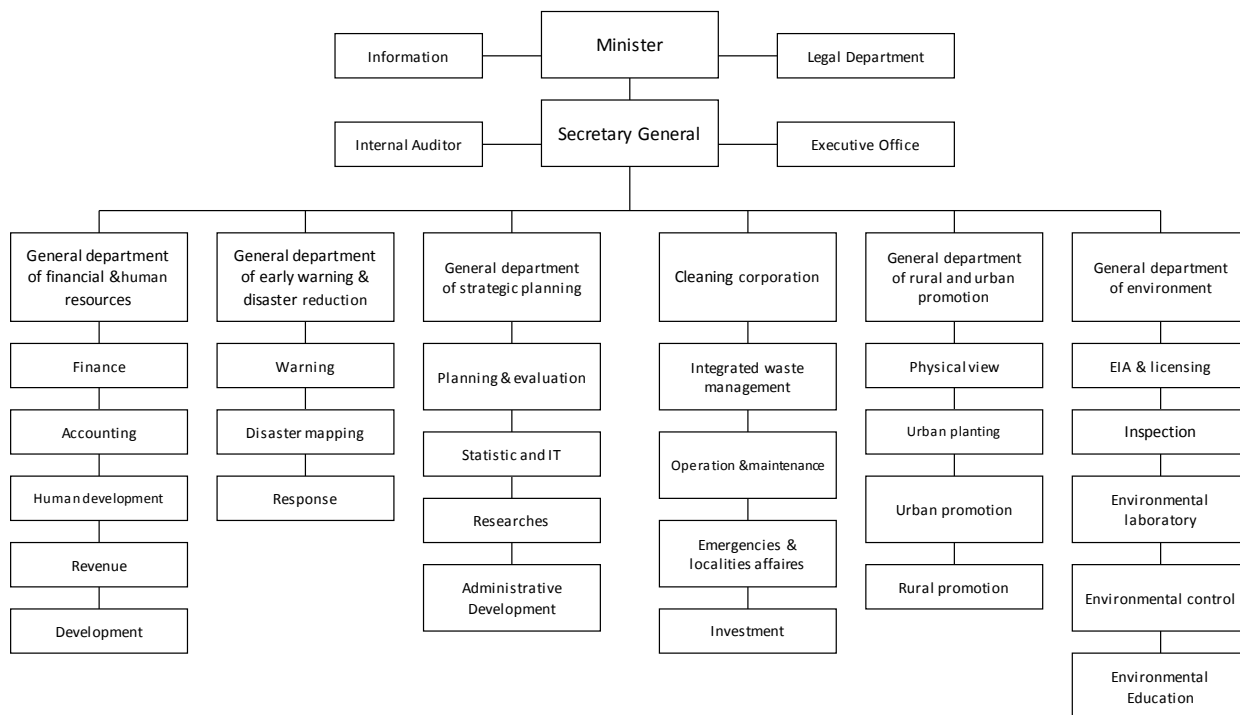 Minister
Information
Legal Department
Secretary General
Internal Auditor
Executive Office
General department
of financial &human
resources
Finance
Accounting
Human development
Revenue
Development
General department
of early warning &
disaster reduction
Warning
Disaster mapping
Response
General department
of strategic planning
Planning & evaluation
Statistic and IT
Researches
Administrative
Development
Cleaning corporation
Integrated waste
management
Operation &maintenance
Emergencies &
localities affaires
Investment
General department
of rural and urban
promotion
Physical view
Urban planting
Urban promotion
Rural promotion
General department
of environment
EIA & licensing
Inspection
Environmental
laboratory
Environmental control
Environmental
Education